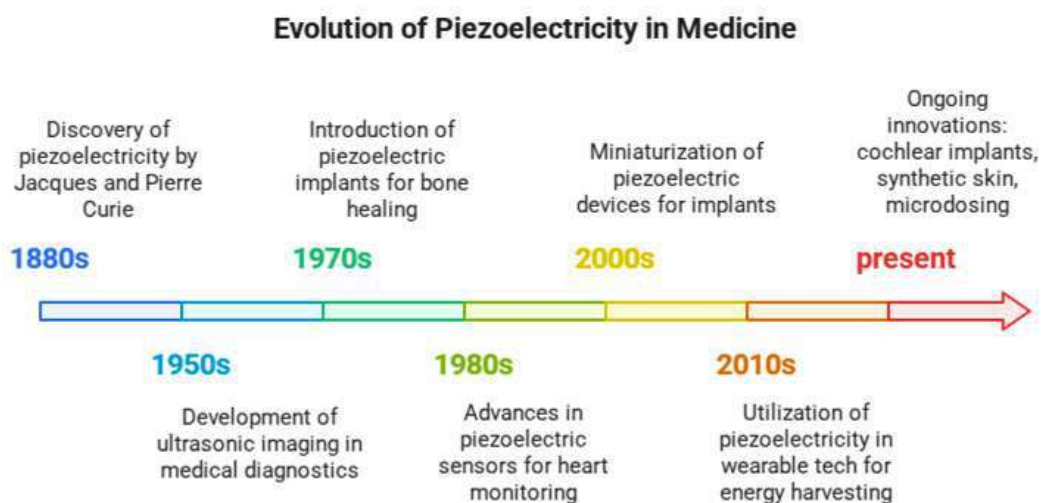 Evolution of Piezoelectricity in Medicine
Discovery of
piezoelectricity by
Jacques and Pierre
Curie
1880s
Development of
ultrasonic imaging in
medical diagnostics
1950s
Introduction of
piezoelectric
implants for bone
healing
1970s
Advances in
piezoelectric
sensors for heart
monitoring
1980s
Miniaturization of
piezoelectric
devices for implants
2000s
Utilization of
piezoelectricity in
wearable tech for
energy harvesting
2010s
Ongoing
innovations:
cochlear implants,
synthetic skin,
microdosing
present